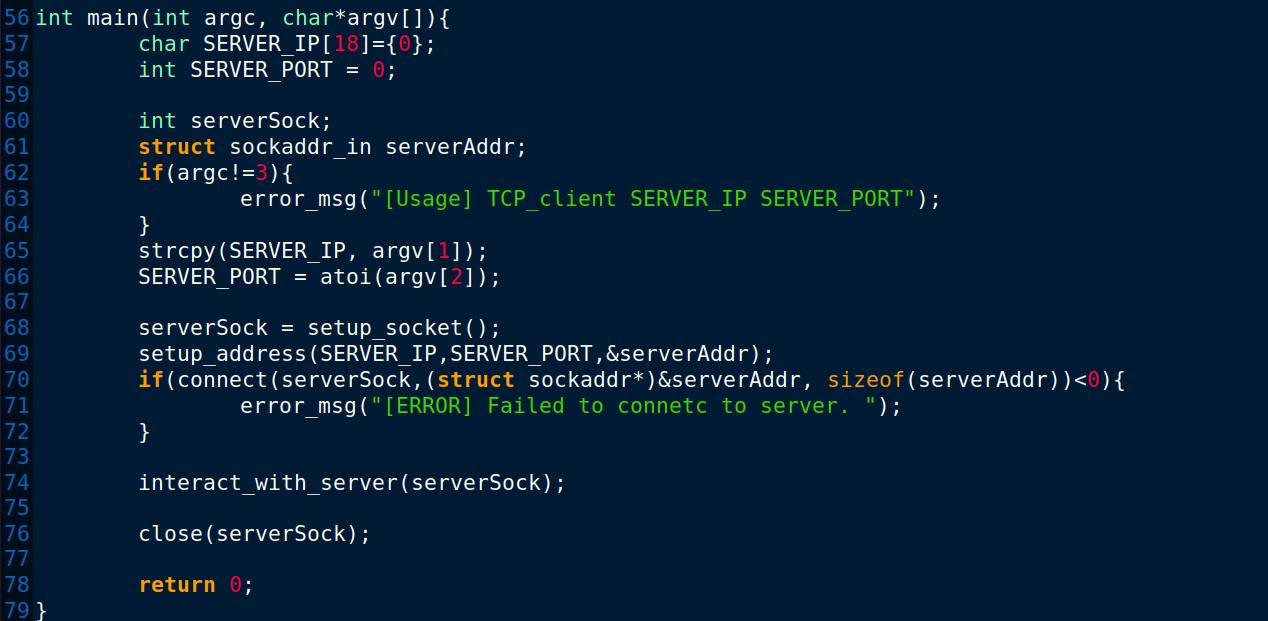 56 int main(int argc, char*argv[]){
57         char SERVER_IP[18]={0};
58         int SERVER_PORT = 0;
59
60         int serverSock;
61         struct sockaddr_in serverAddr;
62         if(argc!=3){
63                 error_msg("[Usage] TCP_client SERVER_IP SERVER_PORT");
64         }
65         strcpy(SERVER_IP, argv[1]);
66         SERVER_PORT = atoi(argv[2]);
67
68         serverSock = setup_socket();
69         setup_address(SERVER_IP,SERVER_PORT,&serverAddr);
70         if(connect(serverSock,(struct sockaddr*)&serverAddr, sizeof(serverAddr))<0){
71                 error_msg("[ERROR] Failed to connetc to server. ");
72         }
73
74         interact_with_server(serverSock);
75
76         close(serverSock);
77
78         return 0;
79 }